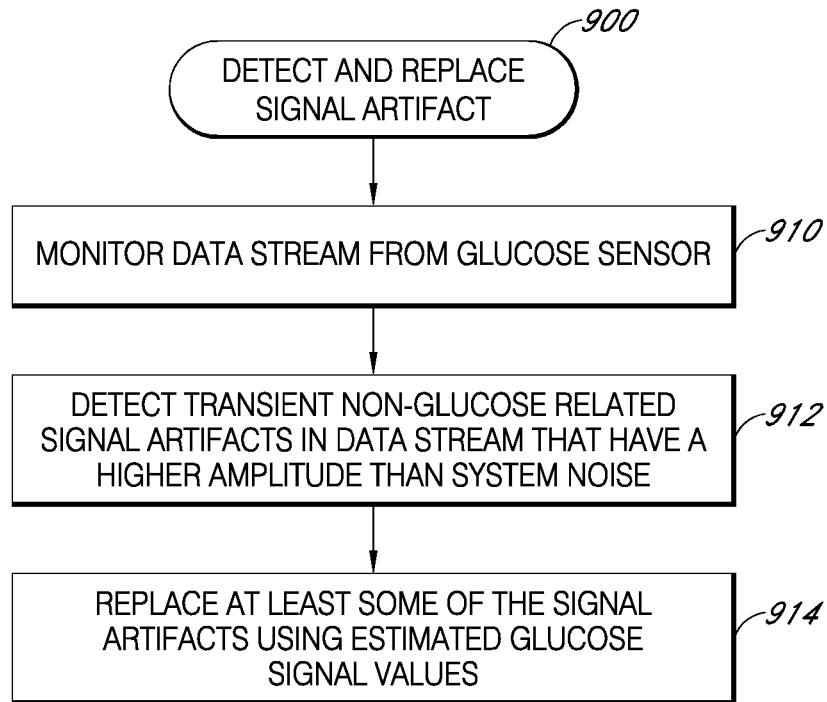 900
DETECT AND REPLACE
SIGNAL ARTIFACT
MONITOR DATA STREAM FROM GLUCOSE SENSOR
910
DETECT TRANSIENT NON-GLUCOSE RELATED
SIGNAL ARTIFACTS IN DATA STREAM THAT HAVE A
HIGHER AMPLITUDE THAN SYSTEM NOISE
912
REPLACE AT LEAST SOME OF THE SIGNAL
ARTIFACTS USING ESTIMATED GLUCOSE
SIGNAL VALUES
914